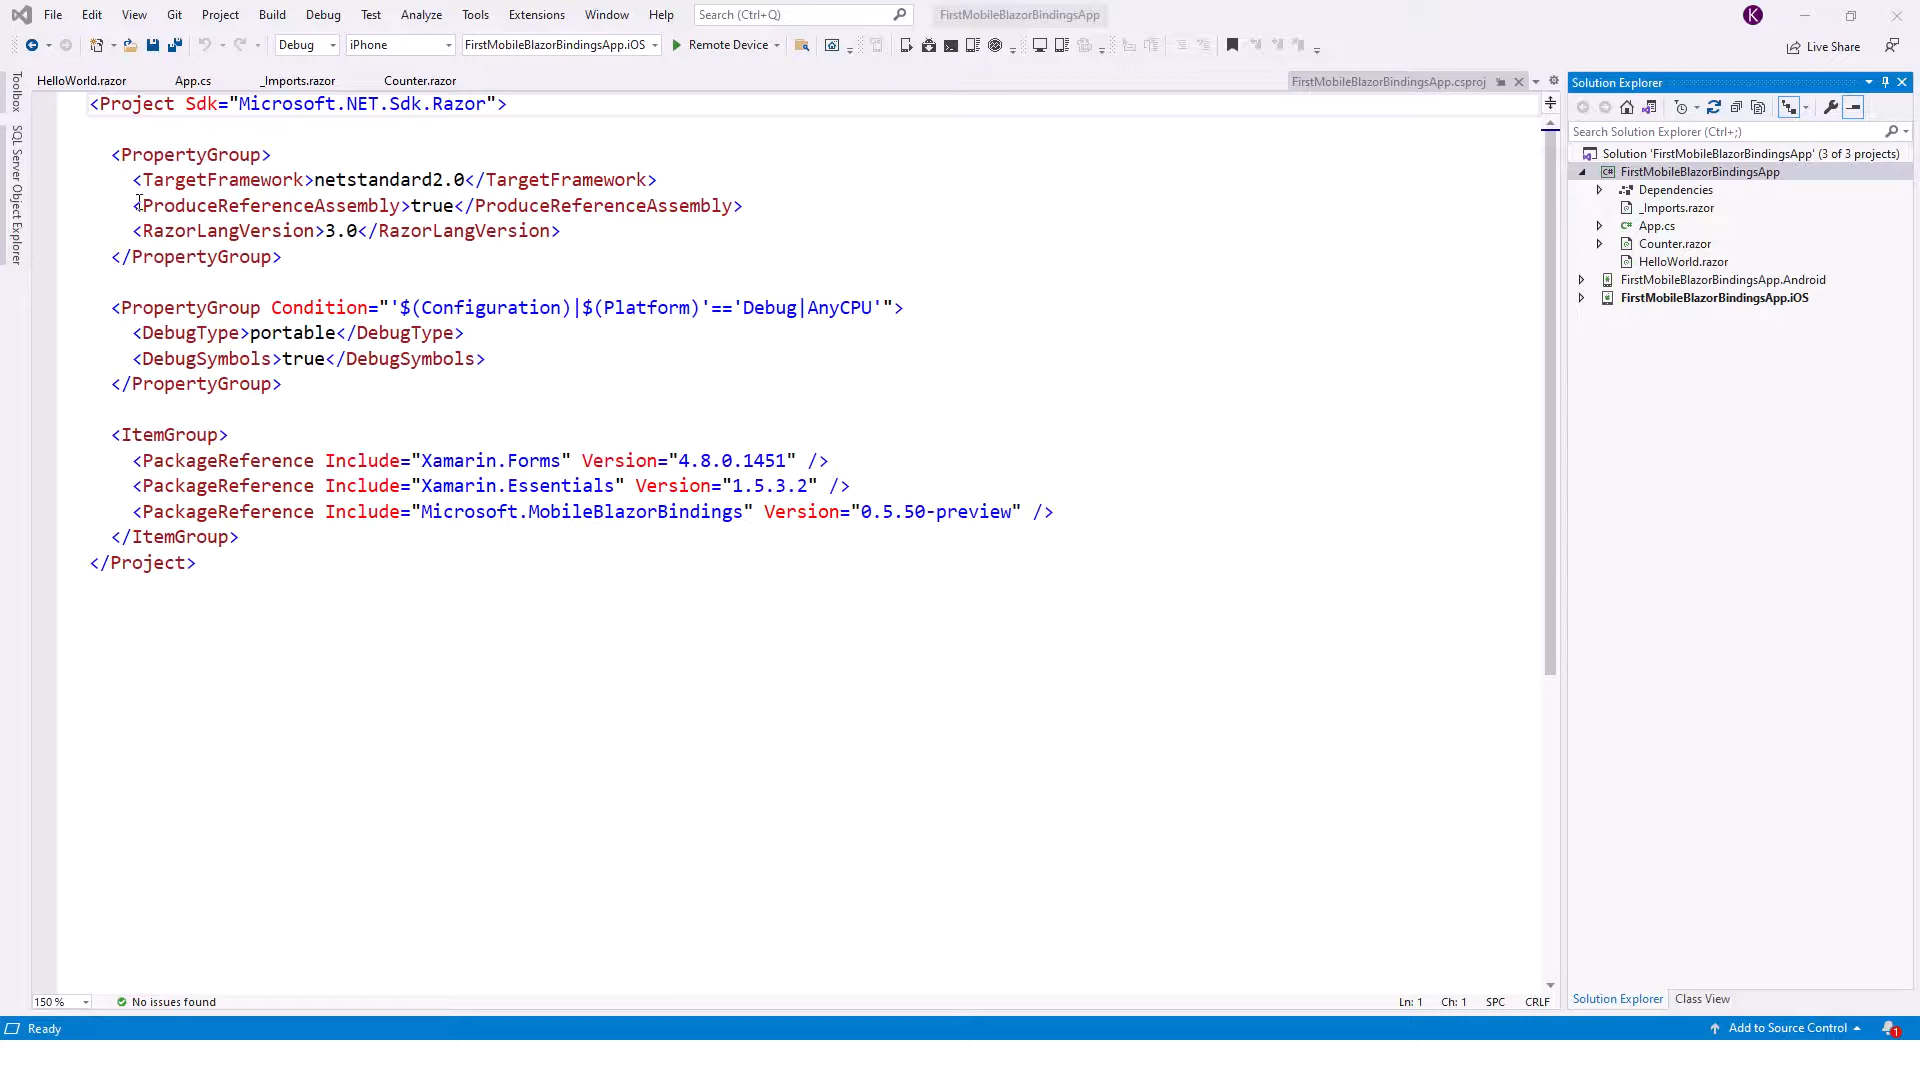 File Edit View Git Project Build Debug Test Analyze Tools Extensions Window Help Search (Ctrl+Q) FirstMobileBlazorBindingsApp K
Debug iPhone FirstMobileBlazorBindingsApp.iOS Remote Device Live Share
Toolbox
SQL Server Object Explorer
HelloWorld.razor App.cs _Imports.razor Counter.razor FirstMobileBlazorBindingsApp.csproj
<Project Sdk="Microsoft.NET.Sdk.Razor">
<PropertyGroup>
<TargetFramework>netstandard2.0</TargetFramework>
<ProduceReferenceAssembly>true</ProduceReferenceAssembly>
<RazorLangVersion>3.0</RazorLangVersion>
</PropertyGroup>
<PropertyGroup Condition="'$(Configuration)|$(Platform)'=='Debug|AnyCPU'">
<DebugType>portable</DebugType>
<DebugSymbols>true</DebugSymbols>
</PropertyGroup>
<ItemGroup>
<PackageReference Include="Xamarin.Forms" Version="4.8.0.1451" />
<PackageReference Include="Xamarin.Essentials" Version="1.5.3.2" />
<PackageReference Include="Microsoft.MobileBlazorBindings" Version="0.5.50-preview" />
</ItemGroup>
</Project>
150 % No issues found Ln: 1 Ch: 1 SPC CRLF
Solution Explorer
Search Solution Explorer (Ctrl+;)
Solution 'FirstMobileBlazorBindingsApp' (3 of 3 projects)
FirstMobileBlazorBindingsApp
Dependencies
_Imports.razor
App.cs
Counter.razor
HelloWorld.razor
FirstMobileBlazorBindingsApp.Android
FirstMobileBlazorBindingsApp.iOS
Solution Explorer Class View
Ready Add to Source Control 1